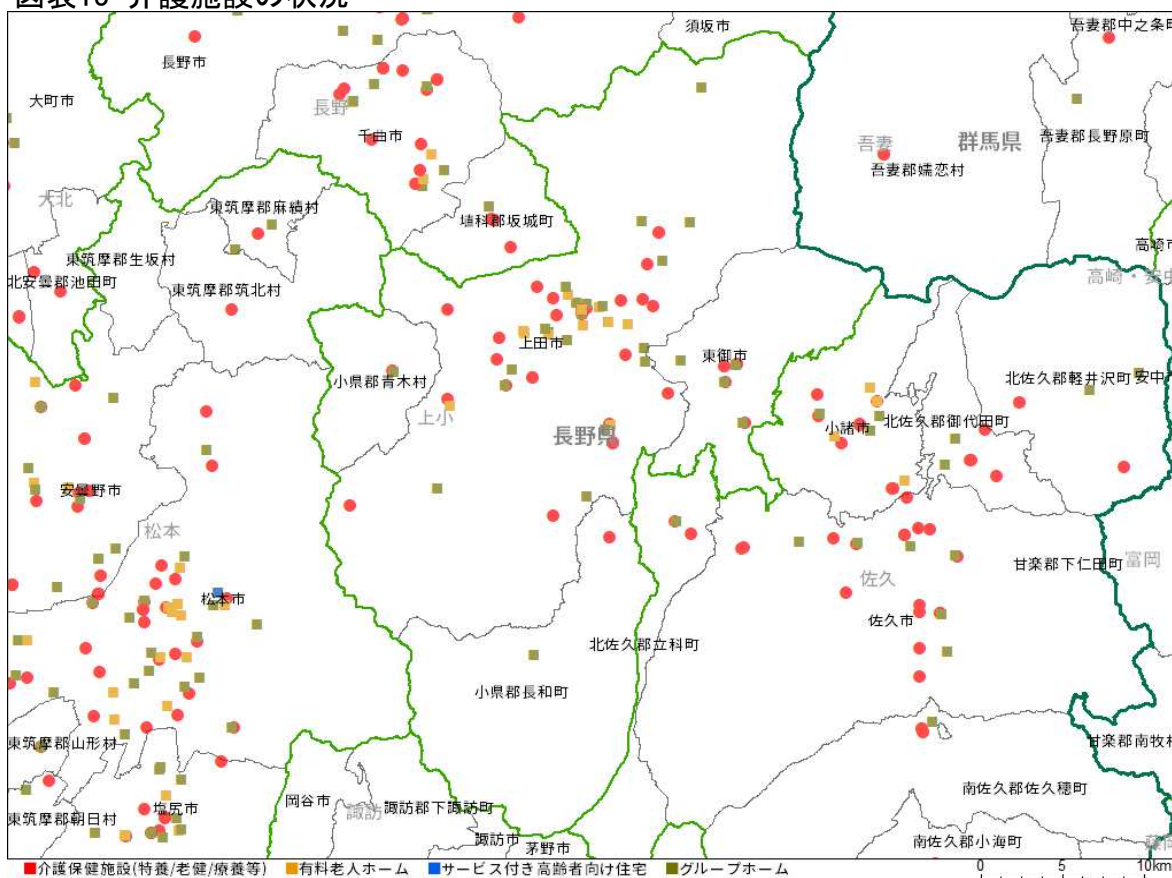 図表16 介護施設の状況
須坂市
吾妻郡中之条町
長野市
大町市
長野
千曲市
吾妻
群馬県
吾妻郡長野原町
吾妻郡嬬恋村
大北
東筑摩郡麻績村
埴科郡坂城町
高崎市
東筑摩郡生坂村
北安曇郡池田町
東筑摩郡筑北村
高崎・安中
上田市
東御市
小県郡青木村
北佐久郡軽井沢町
安中市
上小
長野県
小諸市
北佐久郡御代田町
安曇野市
松本
富岡
甘楽郡下仁田町
佐久
松本市
佐久市
北佐久郡立科町
小県郡長和町
東筑摩郡山形村
甘楽郡南牧村
南佐久郡佐久穂町
岡谷市
諏訪
諏訪郡下諏訪町
塩尻市
東筑摩郡朝日村
諏訪市
茅野市
南佐久郡小海町
介護保健施設(特養/老健/療養等) 有料老人ホーム サービス付き高齢者向け住宅 グループホーム
0 5 10km